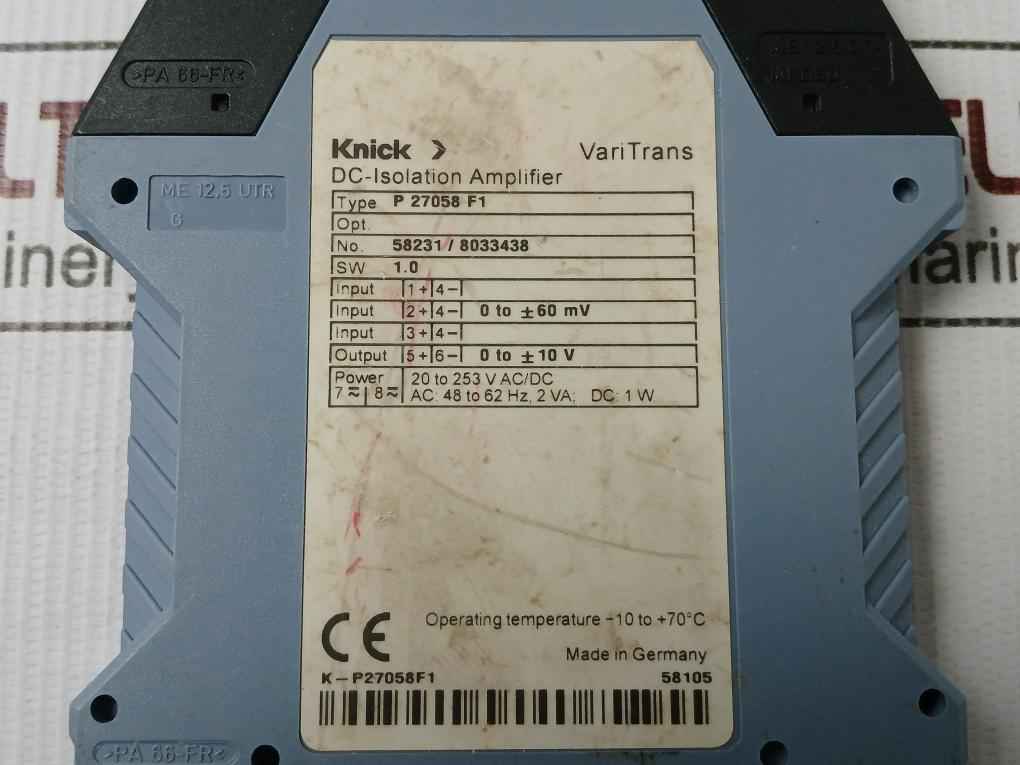 >PA 66-FR<
Knick > VariTrans
DC-Isolation Amplifier
ME 12,5 UTR
G
Type P 27058 F1
Opt.
No. 58231 / 8033438
SW 1.0
Input 1+ 4-
Input 2+ 4- 0 to ±60 mV
Input 3+ 4-
Output 5+ 6- 0 to ±10 V
Power 20 to 253 V AC/DC
7 ≂ 8 ≂ AC: 48 to 62 Hz, 2 VA; DC: 1 W
CE Operating temperature -10 to +70°C
Made in Germany
K-P27058F1 58105
>PA 66-FR<